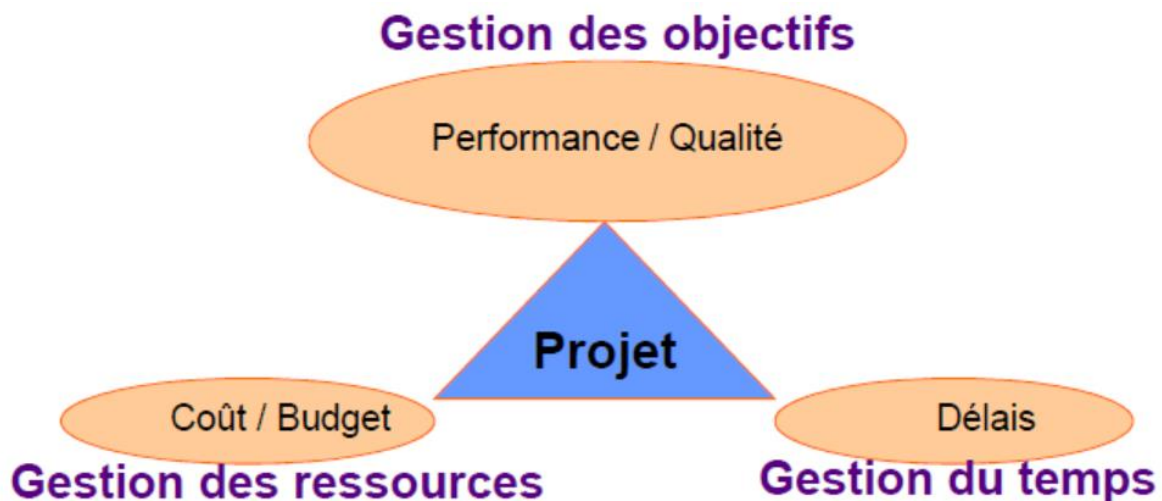 Gestion des objectifs
Performance / Qualité
Projet
Coût / Budget
Délais
Gestion des ressources
Gestion du temps